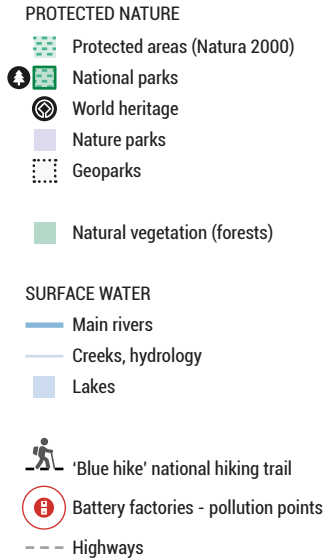 PROTECTED NATURE
Protected areas (Natura 2000)
National parks
World heritage
Nature parks
Geoparks
Natural vegetation (forests)
SURFACE WATER
Main rivers
Creeks, hydrology
Lakes
‘Blue hike’ national hiking trail
Battery factories - pollution points
Highways